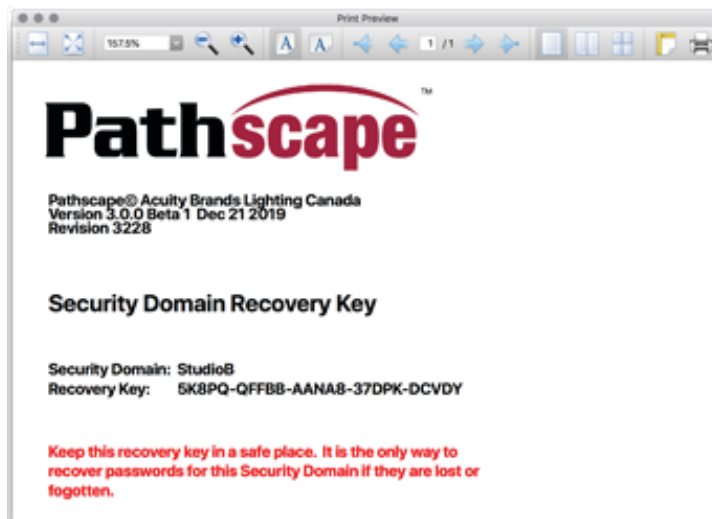 Print Preview
157.5%
A
A
1 /1
Pathscape™
Pathscape© Acuity Brands Lighting Canada
Version 3.0.0 Beta 1 Dec 21 2019
Revision 3228
Security Domain Recovery Key
Security Domain: StudioB
Recovery Key: 5K8PQ-QFFBB-AANA8-37DPK-DCVDY
Keep this recovery key in a safe place. It is the only way to
recover passwords for this Security Domain if they are lost or
fogotten.